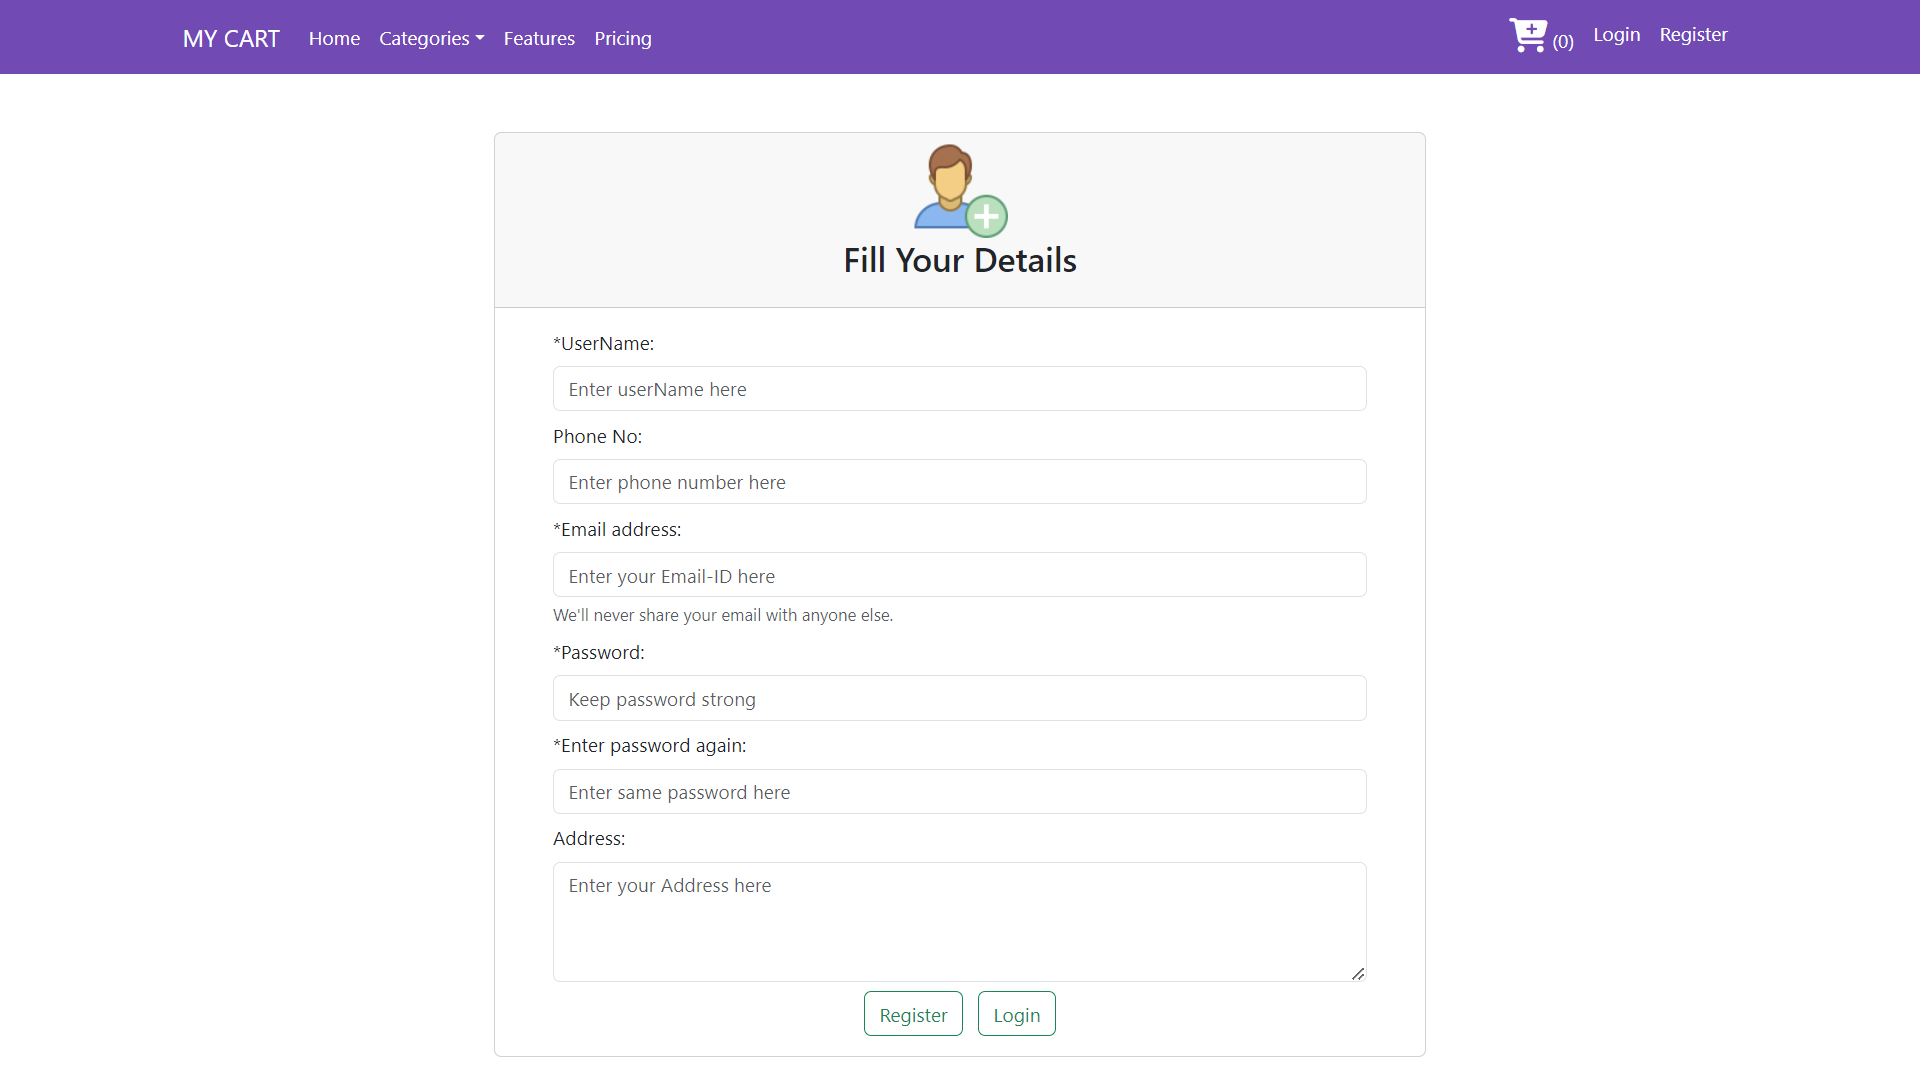 MY CART Home Categories Features Pricing (0) Login Register
Fill Your Details
*UserName:
Enter userName here
Phone No:
Enter phone number here
*Email address:
Enter your Email-ID here
We'll never share your email with anyone else.
*Password:
Keep password strong
*Enter password again:
Enter same password here
Address:
Enter your Address here
Register Login